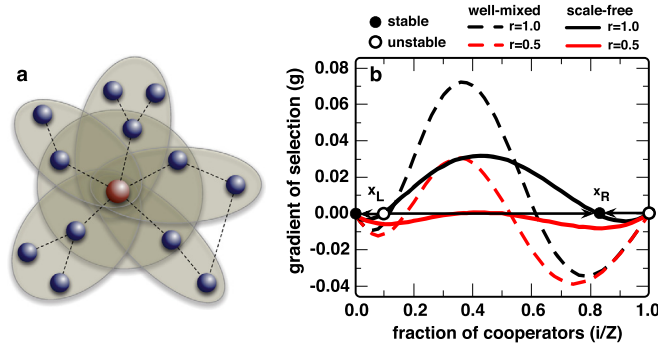 a
stable
unstable
well-mixed
r=1.0
r=0.5
scale-free
r=1.0
r=0.5
b
gradient of selection (g)
0.08
0.06
0.04
0.02
0.00
-0.02
-0.04
xL
xR
0.0 0.2 0.4 0.6 0.8 1.0
fraction of cooperators (i/Z)